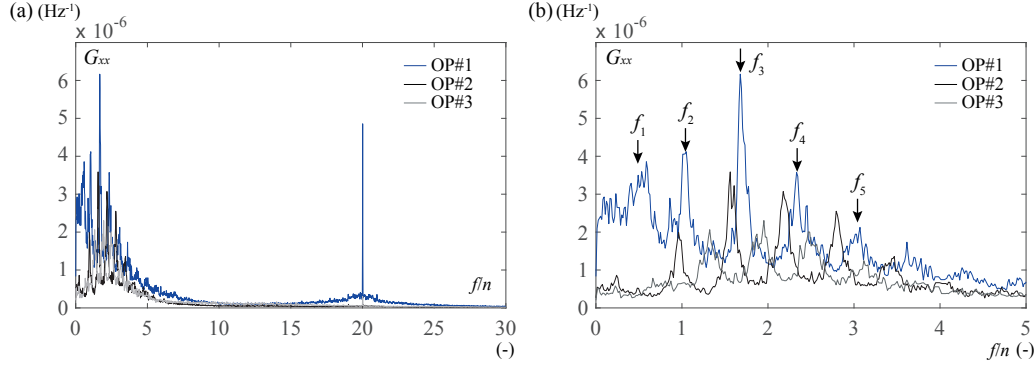 (a) (Hz⁻¹)
x 10⁻⁶
Gxx
OP#1
OP#2
OP#3
6
5
4
3
2
1
0
f/n
0 5 10 15 20 25 30
(-)
(b) (Hz⁻¹)
x 10⁻⁶
Gxx
OP#1
OP#2
OP#3
f₁
f₂
f₃
f₄
f₅
6
5
4
3
2
1
0
0 1 2 3 4 5
f/n (-)